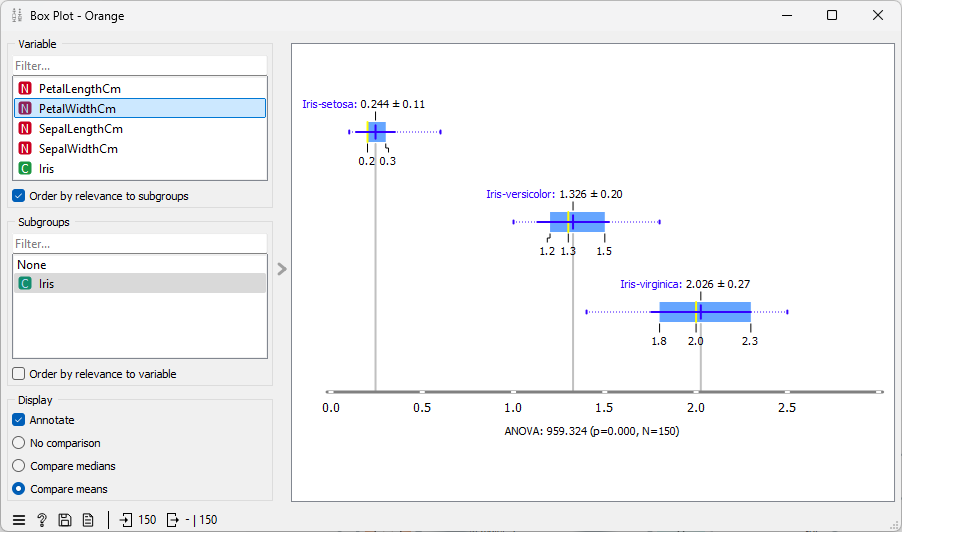 Box Plot - Orange
Variable
Filter...
N PetalLengthCm
N PetalWidthCm
N SepalLengthCm
N SepalWidthCm
C Iris
Order by relevance to subgroups
Subgroups
Filter...
None
C Iris
Order by relevance to variable
Display
Annotate
No comparison
Compare medians
Compare means
150 - | 150
Iris-setosa: 0.244 ± 0.11
0.2 0.3
Iris-versicolor: 1.326 ± 0.20
1.2 1.3 1.5
Iris-virginica: 2.026 ± 0.27
1.8 2.0 2.3
0.0 0.5 1.0 1.5 2.0 2.5
ANOVA: 959.324 (p=0.000, N=150)